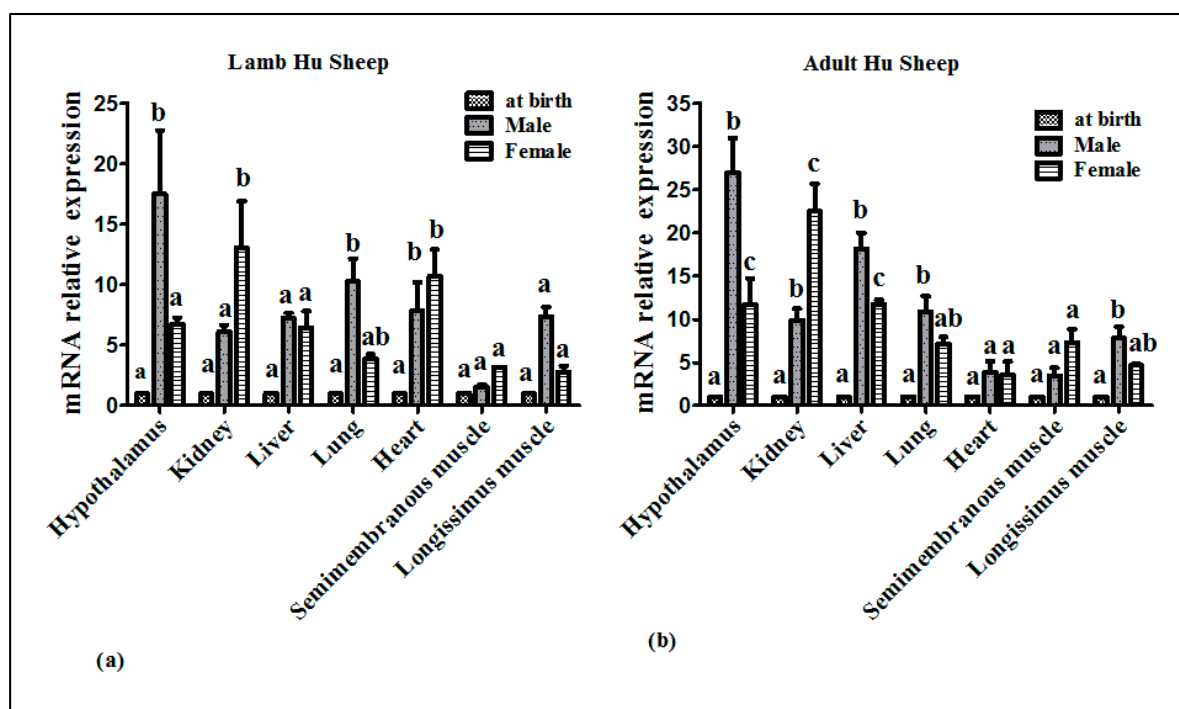 Lamb Hu Sheep
at birth
Male
Female
mRNA relative expression
25
20
15
10
5
0
a b a
a a b
a a a
a b ab
a b b
a a a
a a a
Hypothalamus
Kidney
Liver
Lung
Heart
Semimembranous muscle
Longissimus muscle
(a)
Adult Hu Sheep
at birth
Male
Female
mRNA relative expression
35
30
25
20
15
10
5
0
a b c
a b c
a b c
a b ab
a a a
a a a
a b ab
Hypothalamus
Kidney
Liver
Lung
Heart
Semimembranous muscle
Longissimus muscle
(b)